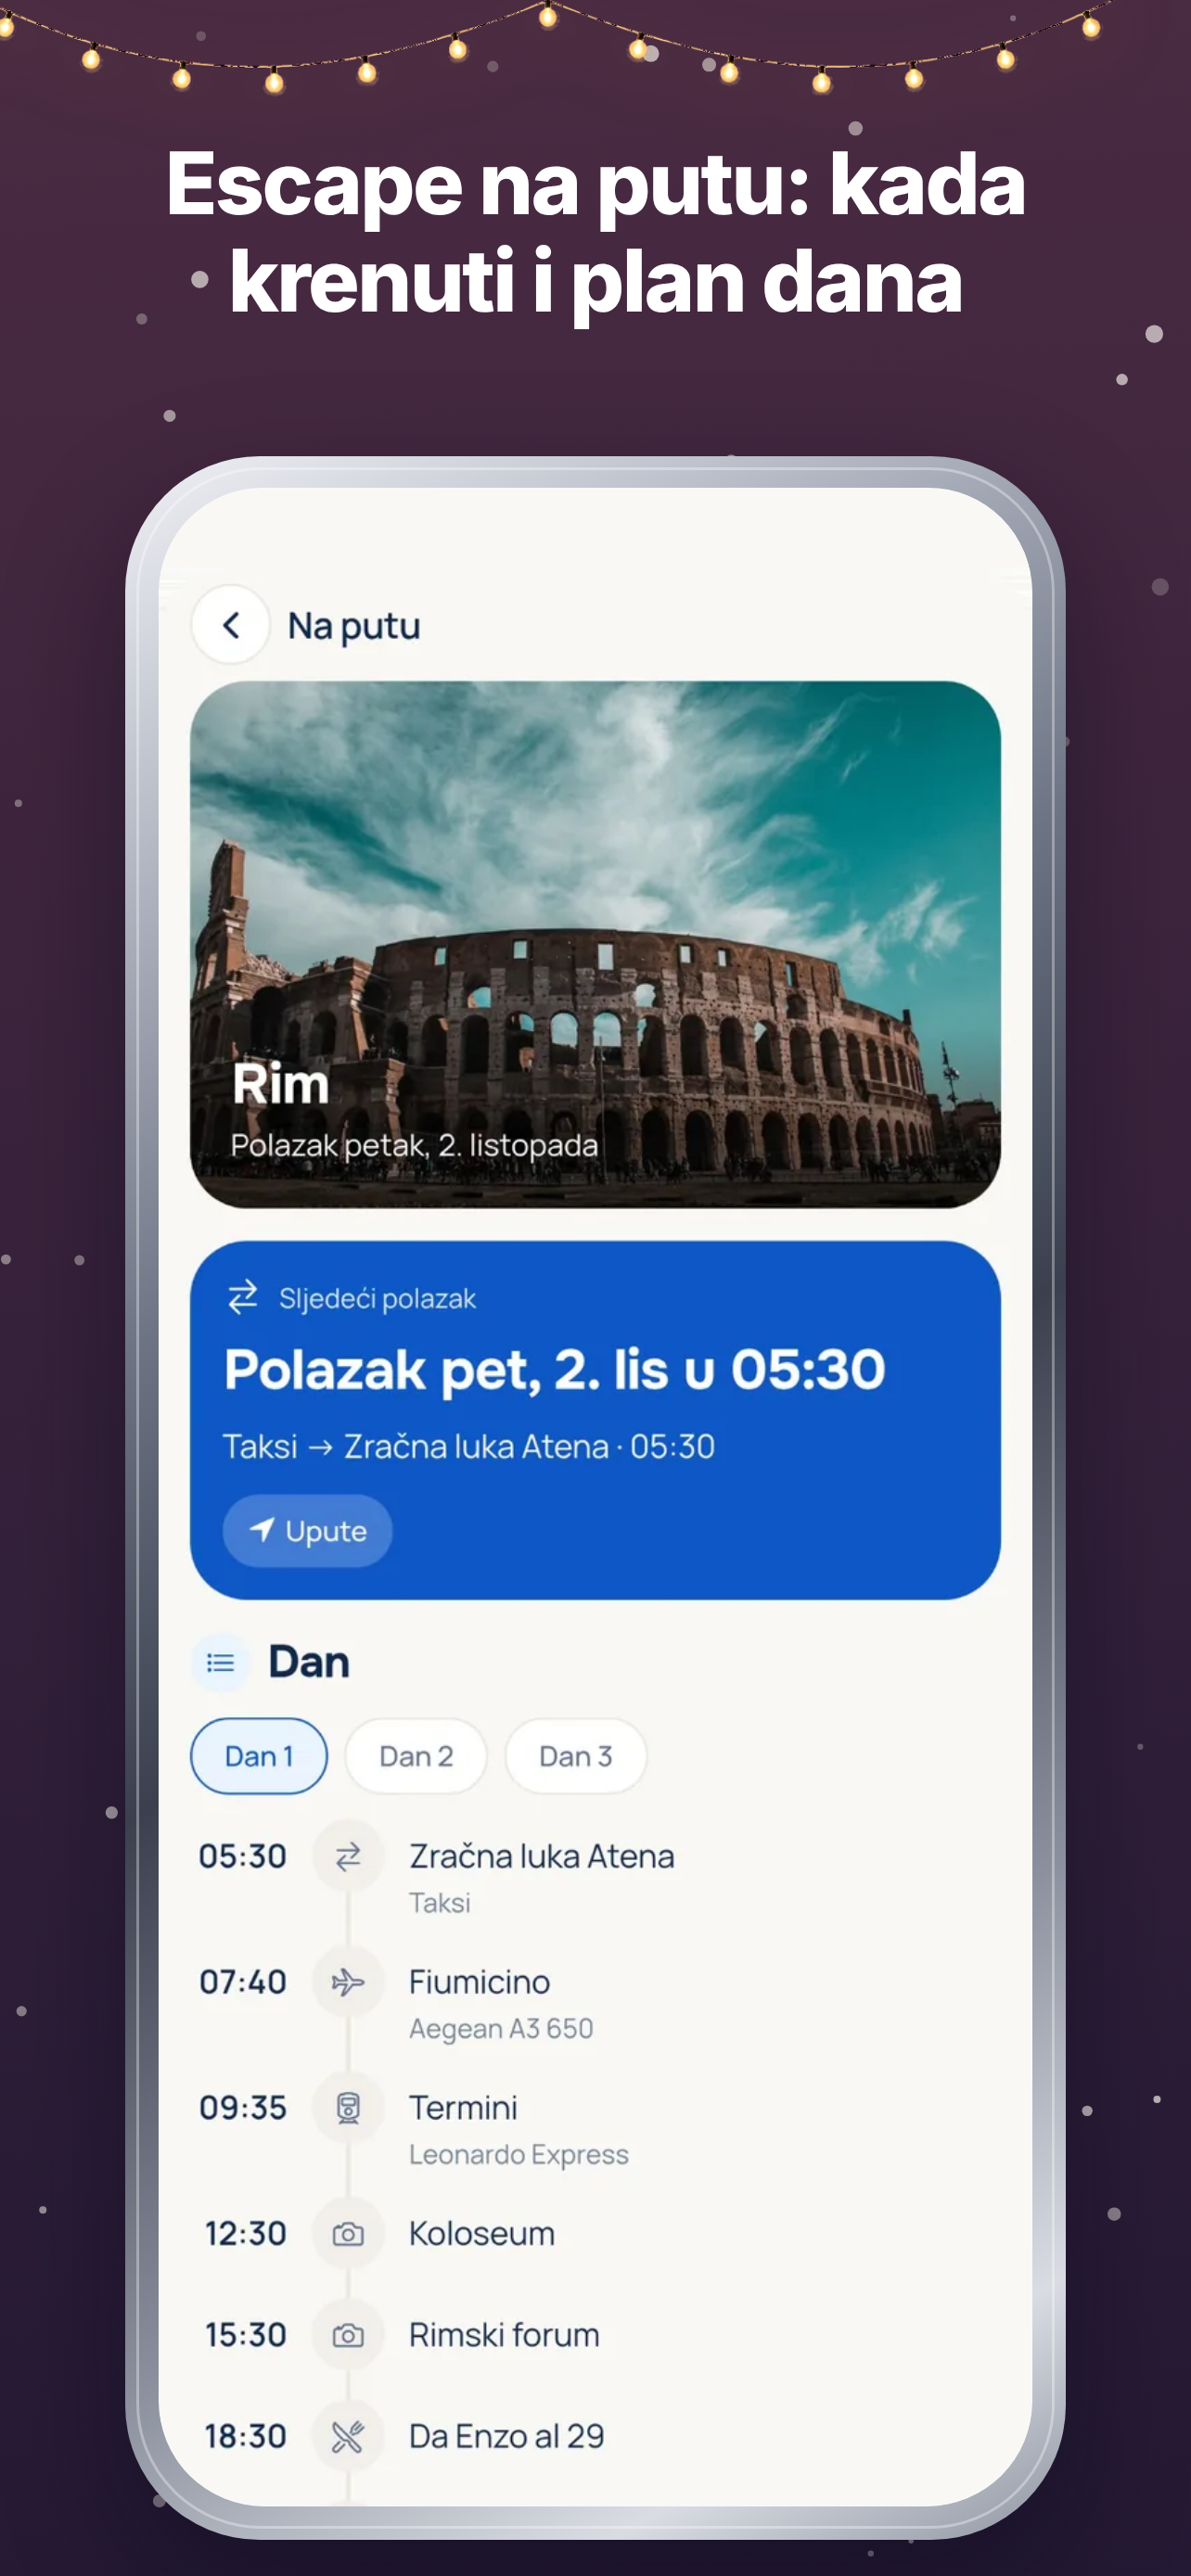 Escape na putu: kada
krenuti i plan dana
Na putu
Rim
Polazak petak, 2. listopada
Sljedeći polazak
Polazak pet, 2. lis u 05:30
Taksi → Zračna luka Atena · 05:30
Upute
Dan
Dan 1 Dan 2 Dan 3
05:30 Zračna luka Atena
Taksi
07:40 Fiumicino
Aegean A3 650
09:35 Termini
Leonardo Express
12:30 Koloseum
15:30 Rimski forum
18:30 Da Enzo al 29